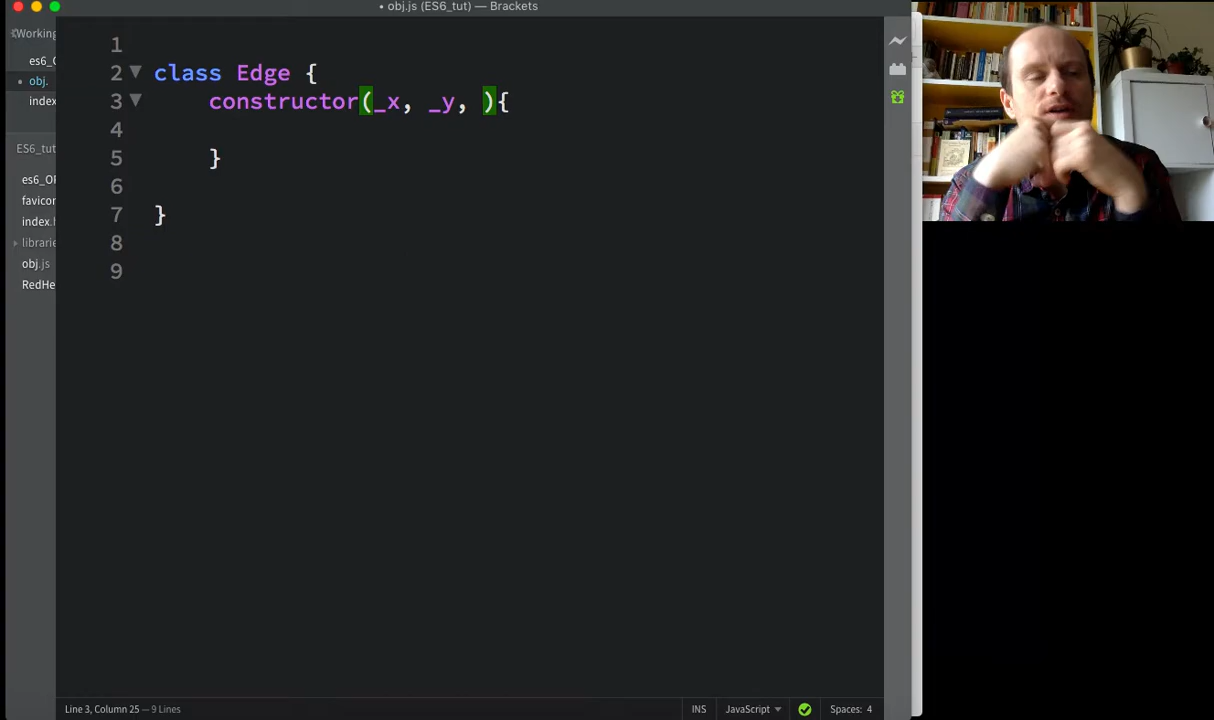 • obj.js (ES6_tut) — Brackets
Working
es6_O
• obj.
index
ES6_tut
es6_OP
favicon
index.h
librarie
obj.js
RedHe
1
2 class Edge {
3 constructor(_x, _y, ){
4
5 }
6
7 }
8
9
Line 3, Column 25 — 9 Lines
INS
JavaScript
Spaces: 4